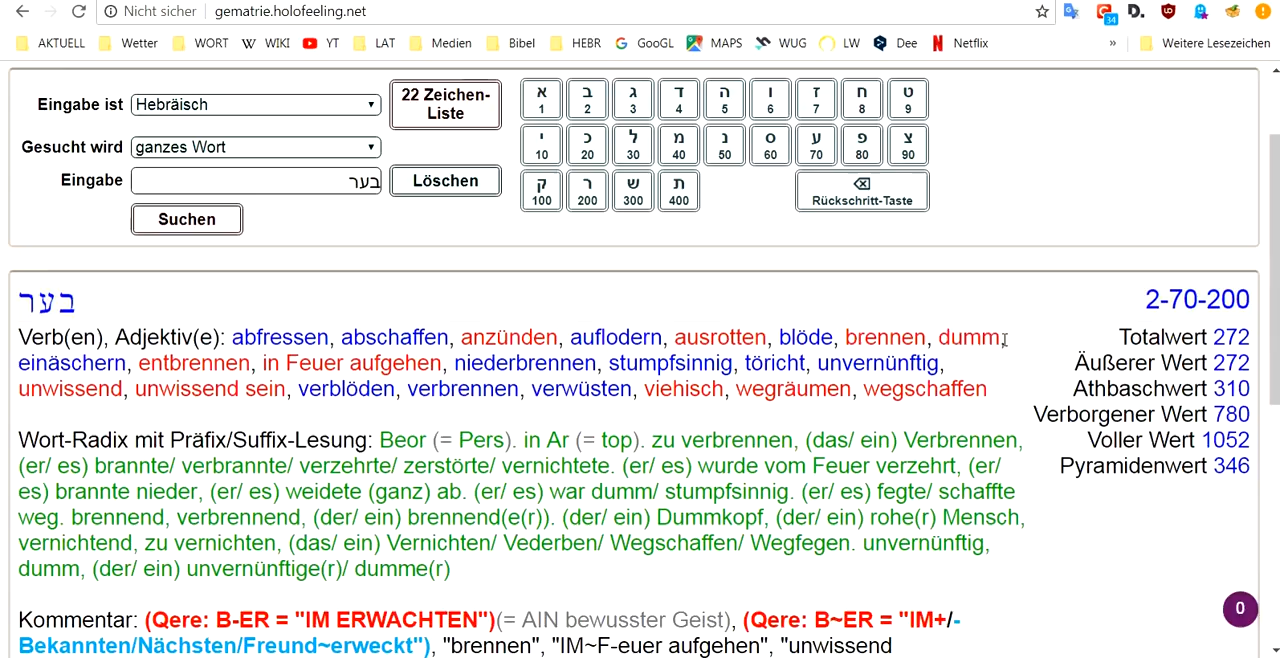 Nicht sicher gematrie.holofeeling.net 34
AKTUELL Wetter WORT WIKI YT LAT Medien Bibel HEBR GooGL MAPS WUG LW Dee Netflix » Weitere Lesezeichen
Eingabe ist Hebräisch
22 Zeichen-
Liste
Gesucht wird ganzes Wort
Eingabe בער Löschen
Suchen
א ב ג ד ה ו ז ח ט
1 2 3 4 5 6 7 8 9
י כ ל מ נ ס ע פ צ
10 20 30 40 50 60 70 80 90
ק ר ש ת
100 200 300 400 Rückschritt-Taste
בער 2-70-200
Verb(en), Adjektiv(e): abfressen, abschaffen, anzünden, auflodern, ausrotten, blöde, brennen, dumm,
einäschern, entbrennen, in Feuer aufgehen, niederbrennen, stumpfsinnig, töricht, unvernünftig,
unwissend, unwissend sein, verblöden, verbrennen, verwüsten, viehisch, wegräumen, wegschaffen
Totalwert 272
Äußerer Wert 272
Athbaschwert 310
Verborgener Wert 780
Voller Wert 1052
Pyramidenwert 346
Wort-Radix mit Präfix/Suffix-Lesung: Beor (= Pers). in Ar (= top). zu verbrennen, (das/ ein) Verbrennen,
(er/ es) brannte/ verbrannte/ verzehrte/ zerstörte/ vernichtete. (er/ es) wurde vom Feuer verzehrt, (er/
es) brannte nieder, (er/ es) weidete (ganz) ab. (er/ es) war dumm/ stumpfsinnig. (er/ es) fegte/ schaffte
weg. brennend, verbrennend, (der/ ein) brennend(e(r)). (der/ ein) Dummkopf, (der/ ein) rohe(r) Mensch,
vernichtend, zu vernichten, (das/ ein) Vernichten/ Vederben/ Wegschaffen/ Wegfegen. unvernünftig,
dumm, (der/ ein) unvernünftige(r)/ dumme(r)
Kommentar: (Qere: B-ER = "IM ERWACHTEN")(= AIN bewusster Geist), (Qere: B~ER = "IM+/-
Bekannten/Nächsten/Freund~erweckt"), "brennen", "IM~F-euer aufgehen", "unwissend
0